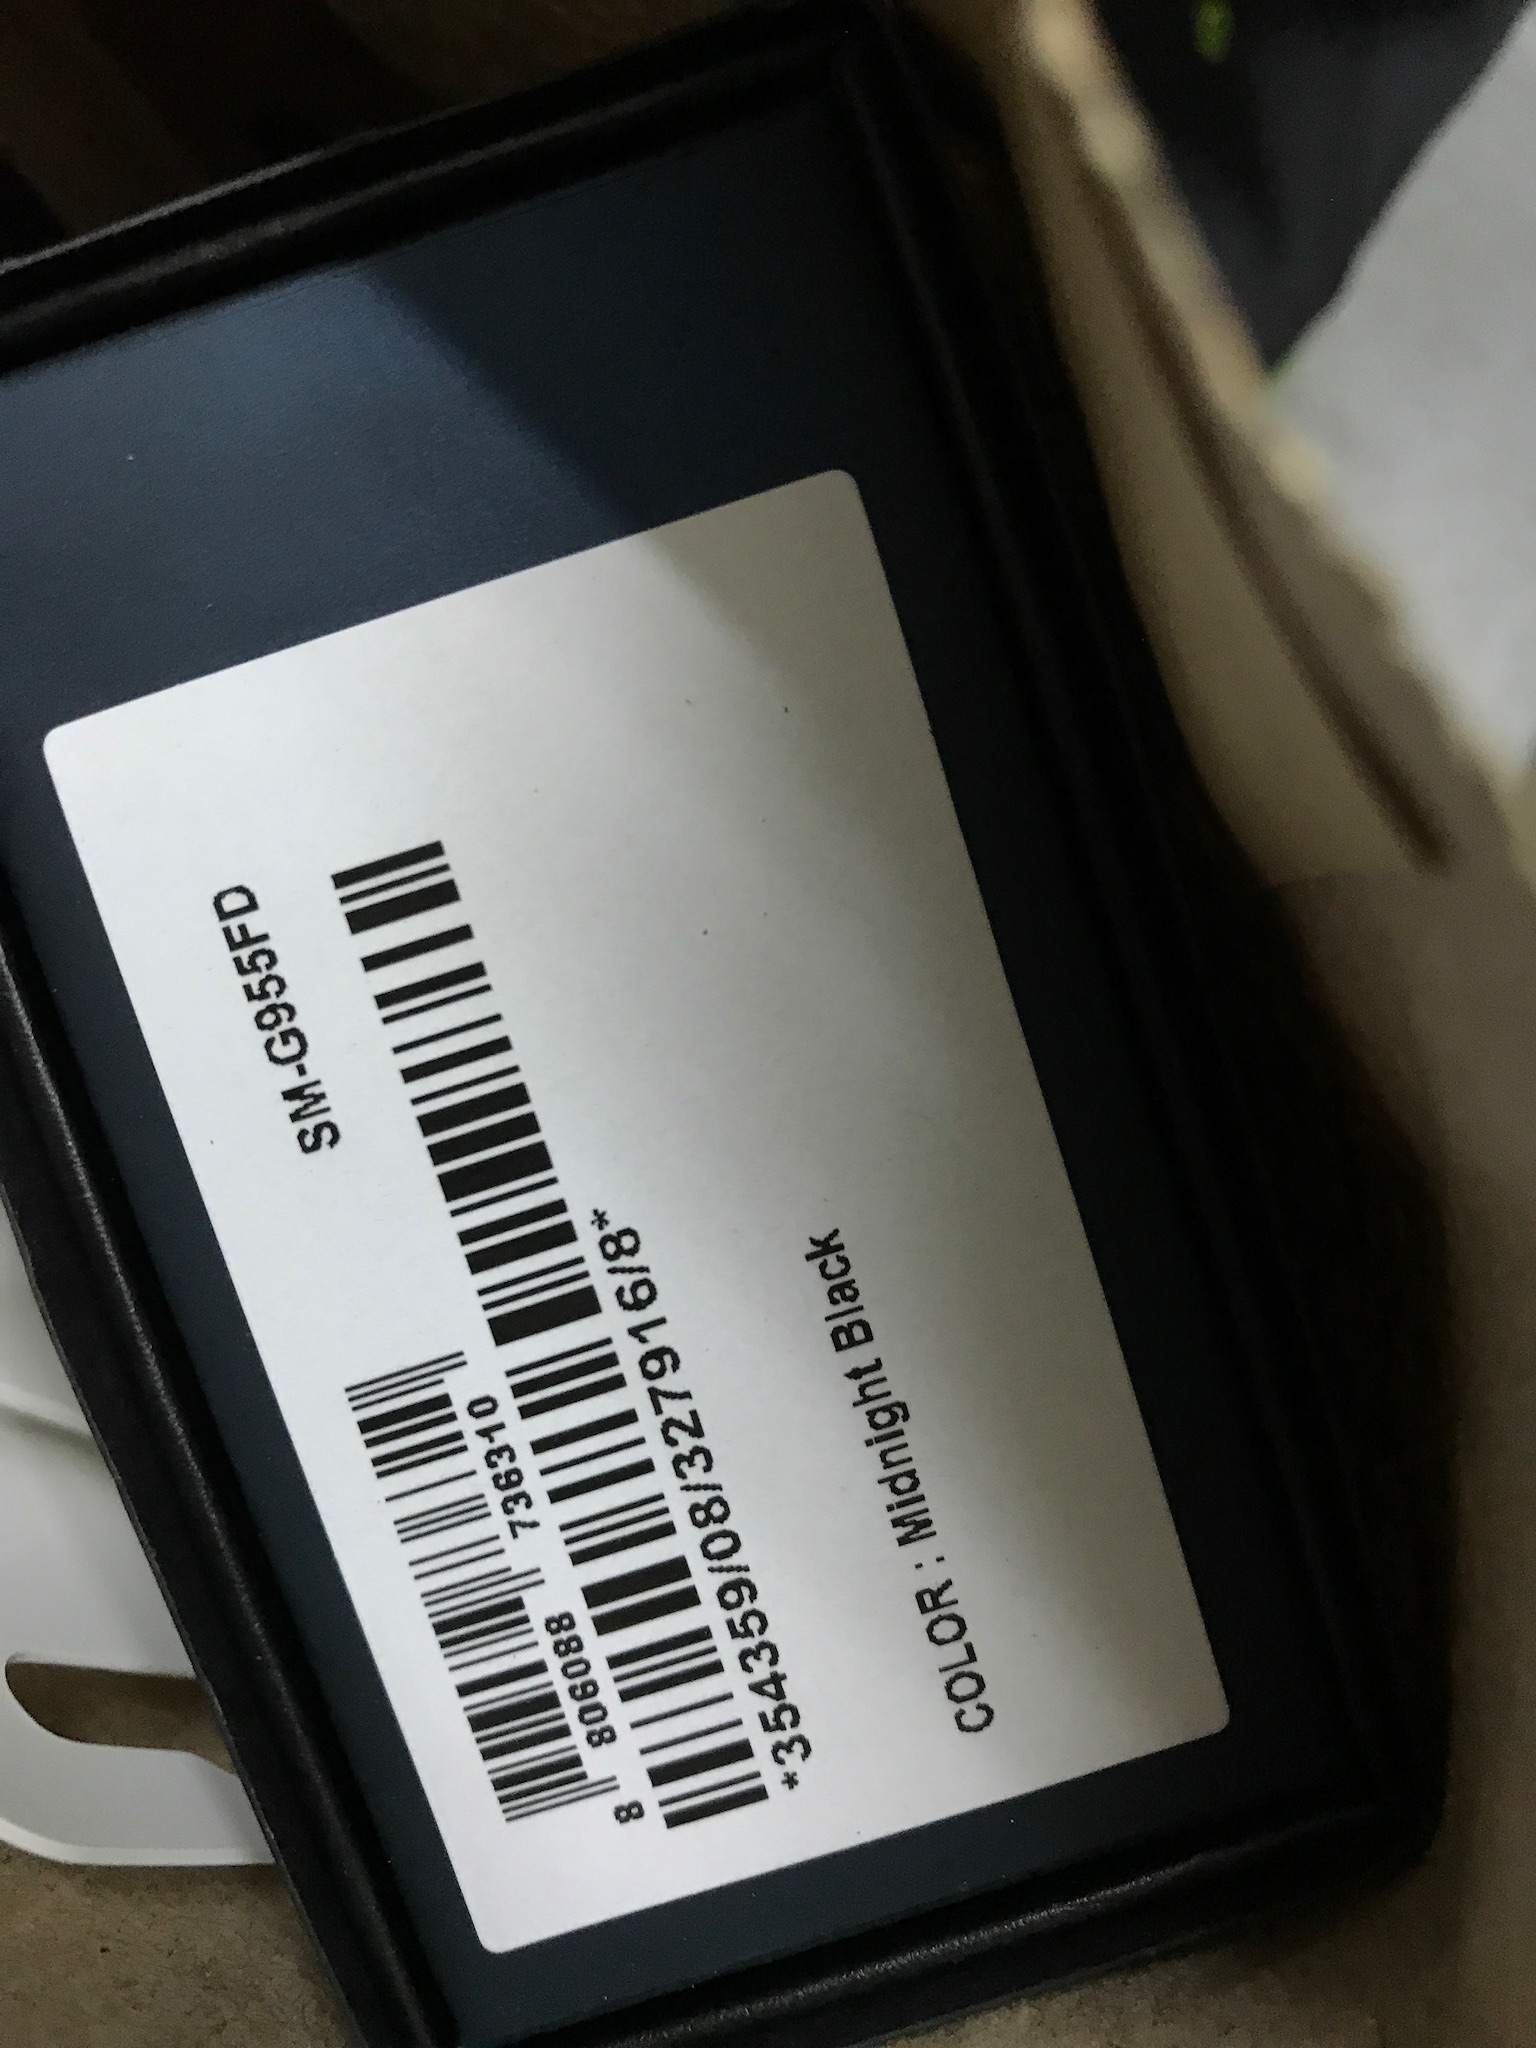 SM-G955FD
8 806088 736310
*354359/08/327916/8*
COLOR : Midnight Black